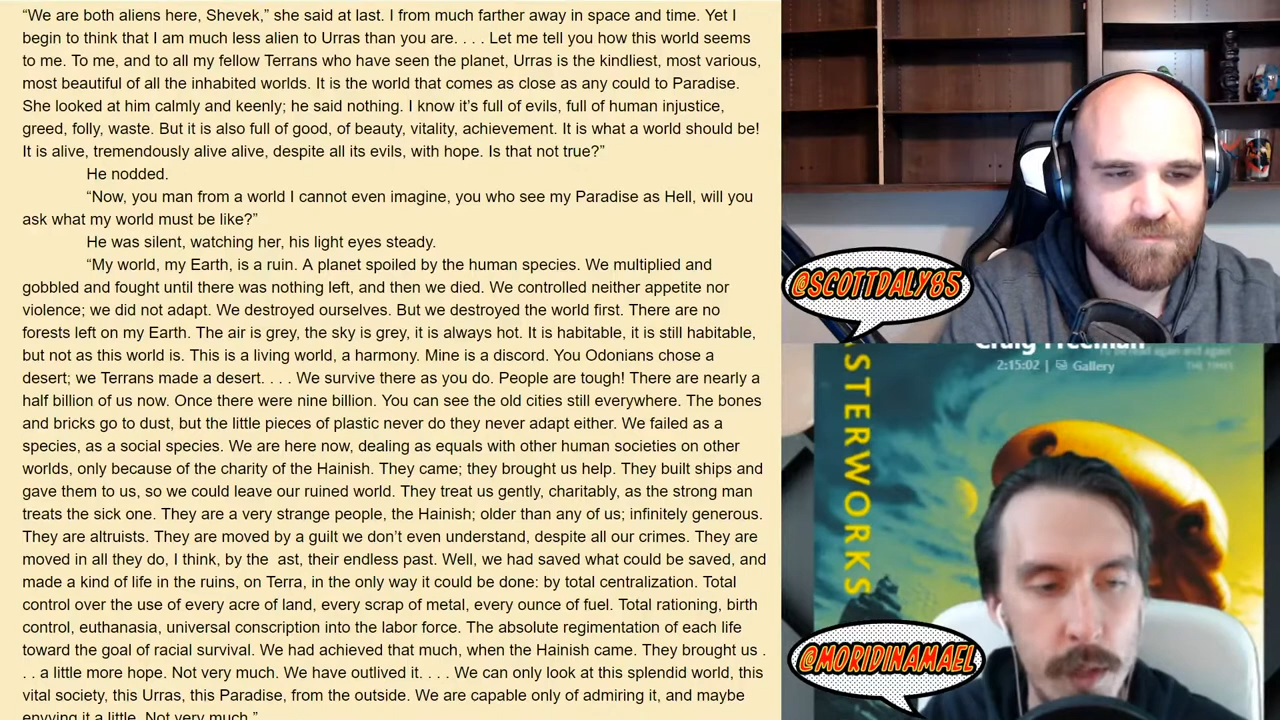 “We are both aliens here, Shevek,” she said at last. I from much farther away in space and time. Yet I
begin to think that I am much less alien to Urras than you are. . . . Let me tell you how this world seems
to me. To me, and to all my fellow Terrans who have seen the planet, Urras is the kindliest, most various,
most beautiful of all the inhabited worlds. It is the world that comes as close as any could to Paradise.
She looked at him calmly and keenly; he said nothing. I know it’s full of evils, full of human injustice,
greed, folly, waste. But it is also full of good, of beauty, vitality, achievement. It is what a world should be!
It is alive, tremendously alive alive, despite all its evils, with hope. Is that not true?”
He nodded.
“Now, you man from a world I cannot even imagine, you who see my Paradise as Hell, will you
ask what my world must be like?”
He was silent, watching her, his light eyes steady.
“My world, my Earth, is a ruin. A planet spoiled by the human species. We multiplied and
gobbled and fought until there was nothing left, and then we died. We controlled neither appetite nor
violence; we did not adapt. We destroyed ourselves. But we destroyed the world first. There are no
forests left on my Earth. The air is grey, the sky is grey, it is always hot. It is habitable, it is still habitable,
but not as this world is. This is a living world, a harmony. Mine is a discord. You Odonians chose a
desert; we Terrans made a desert. . . . We survive there as you do. People are tough! There are nearly a
half billion of us now. Once there were nine billion. You can see the old cities still everywhere. The bones
and bricks go to dust, but the little pieces of plastic never do they never adapt either. We failed as a
species, as a social species. We are here now, dealing as equals with other human societies on other
worlds, only because of the charity of the Hainish. They came; they brought us help. They built ships and
gave them to us, so we could leave our ruined world. They treat us gently, charitably, as the strong man
treats the sick one. They are a very strange people, the Hainish; older than any of us; infinitely generous.
They are altruists. They are moved by a guilt we don’t even understand, despite all our crimes. They are
moved in all they do, I think, by the ast, their endless past. Well, we had saved what could be saved, and
made a kind of life in the ruins, on Terra, in the only way it could be done: by total centralization. Total
control over the use of every acre of land, every scrap of metal, every ounce of fuel. Total rationing, birth
control, euthanasia, universal conscription into the labor force. The absolute regimentation of each life
toward the goal of racial survival. We had achieved that much, when the Hainish came. They brought us .
. . a little more hope. Not very much. We have outlived it. . . . We can only look at this splendid world, this
vital society, this Urras, this Paradise, from the outside. We are capable only of admiring it, and maybe
envying it a little. Not very much.”
@SCOTTDALY85
Craig Freeman
to be read again and again
THE TIMES
2:15:02 | Gallery
STERWORKS
@MORIDINAMAEL